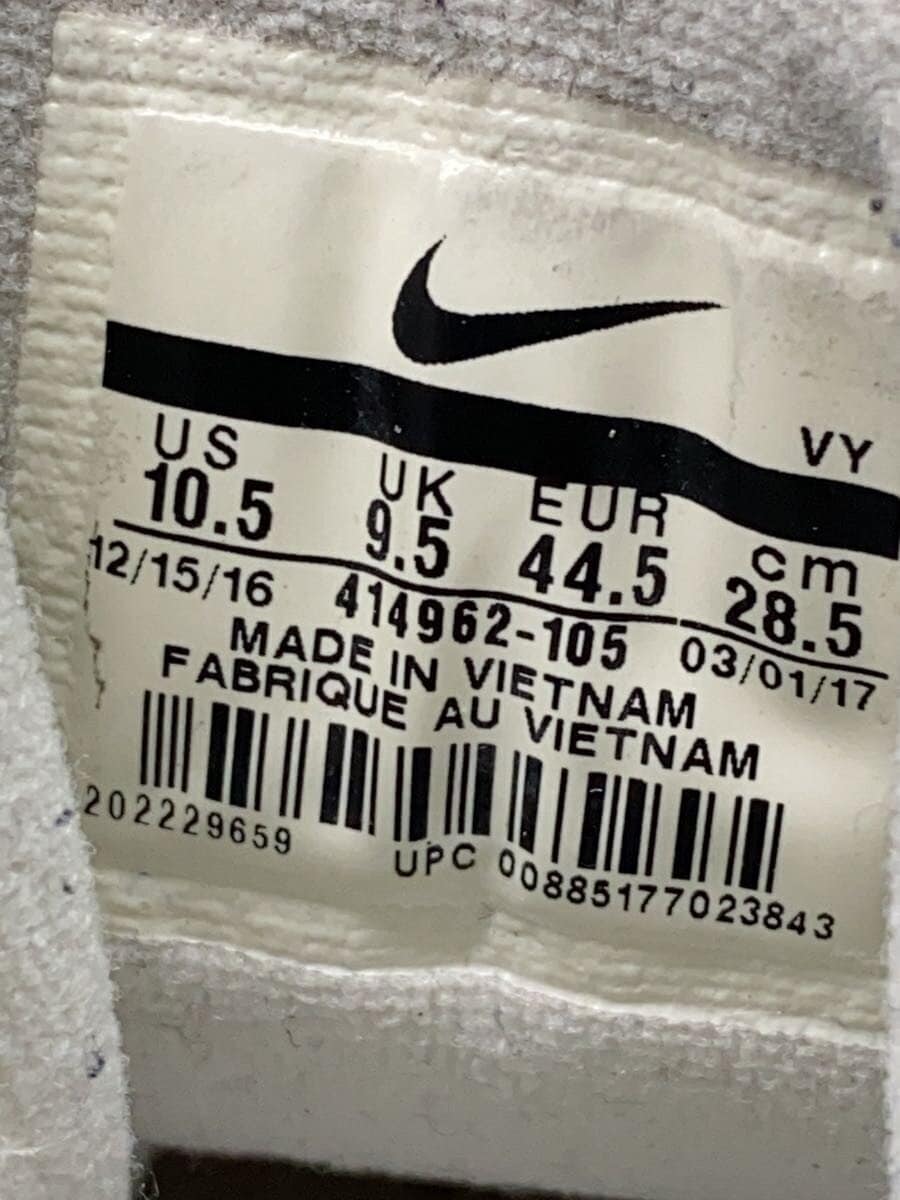 VY
US UK EUR cm
10.5 9.5 44.5 28.5
12/15/16 414962-105 03/01/17
MADE IN VIETNAM
FABRIQUE AU VIETNAM
202229659 UPC 00885177023843